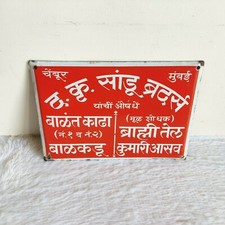 चेंबूर मुंबई
ठ. कृ. सांडू ब्रदर्स
यांचीं औषधें
बाळंत काढा
(नं. १ व नं. २)
बाळकडू
(मूळ शोधक)
ब्राह्मी तेल
कुमारी आसव